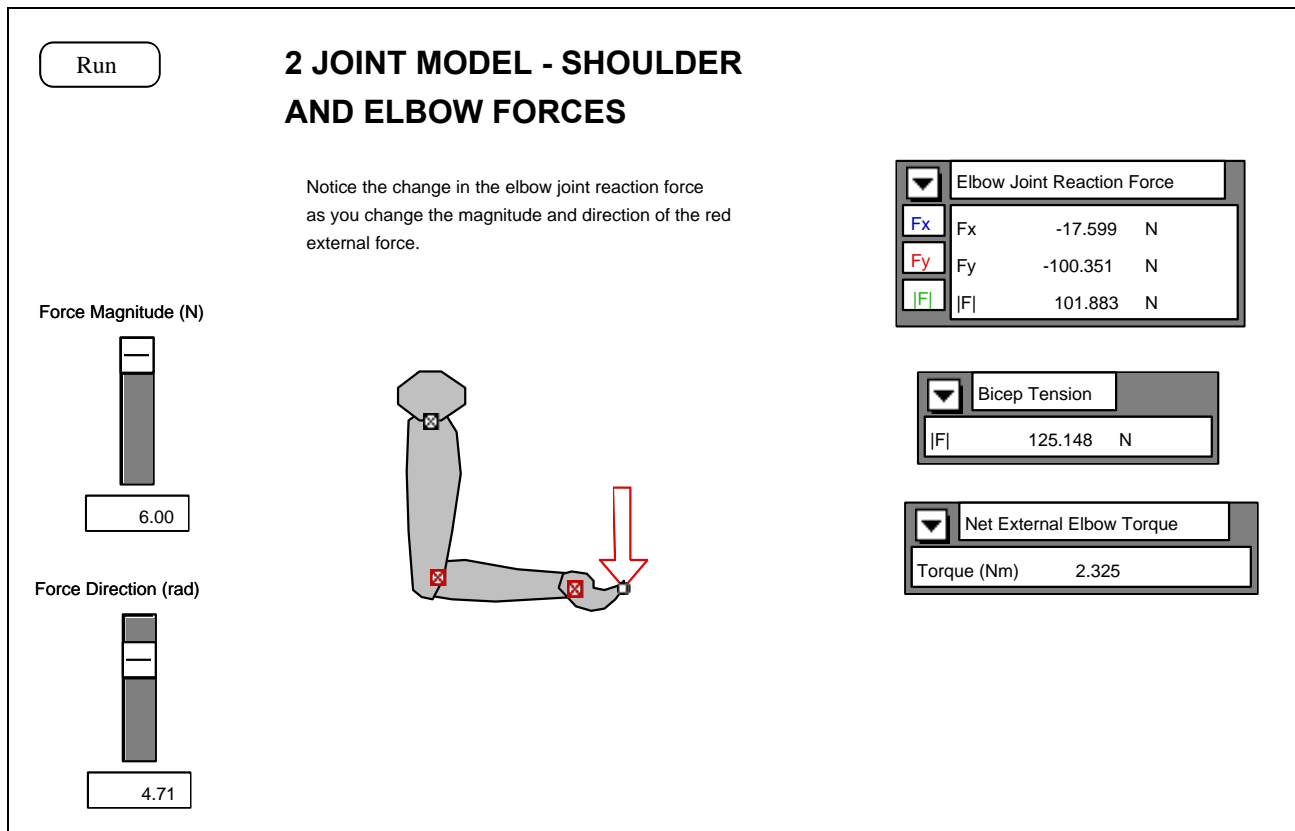 Run
2 JOINT MODEL - SHOULDER
AND ELBOW FORCES
Notice the change in the elbow joint reaction force
as you change the magnitude and direction of the red
external force.
Elbow Joint Reaction Force
Fx Fx -17.599 N
Fy Fy -100.351 N
|F| |F| 101.883 N
Force Magnitude (N)
6.00
Bicep Tension
|F| 125.148 N
Net External Elbow Torque
Torque (Nm) 2.325
Force Direction (rad)
4.71